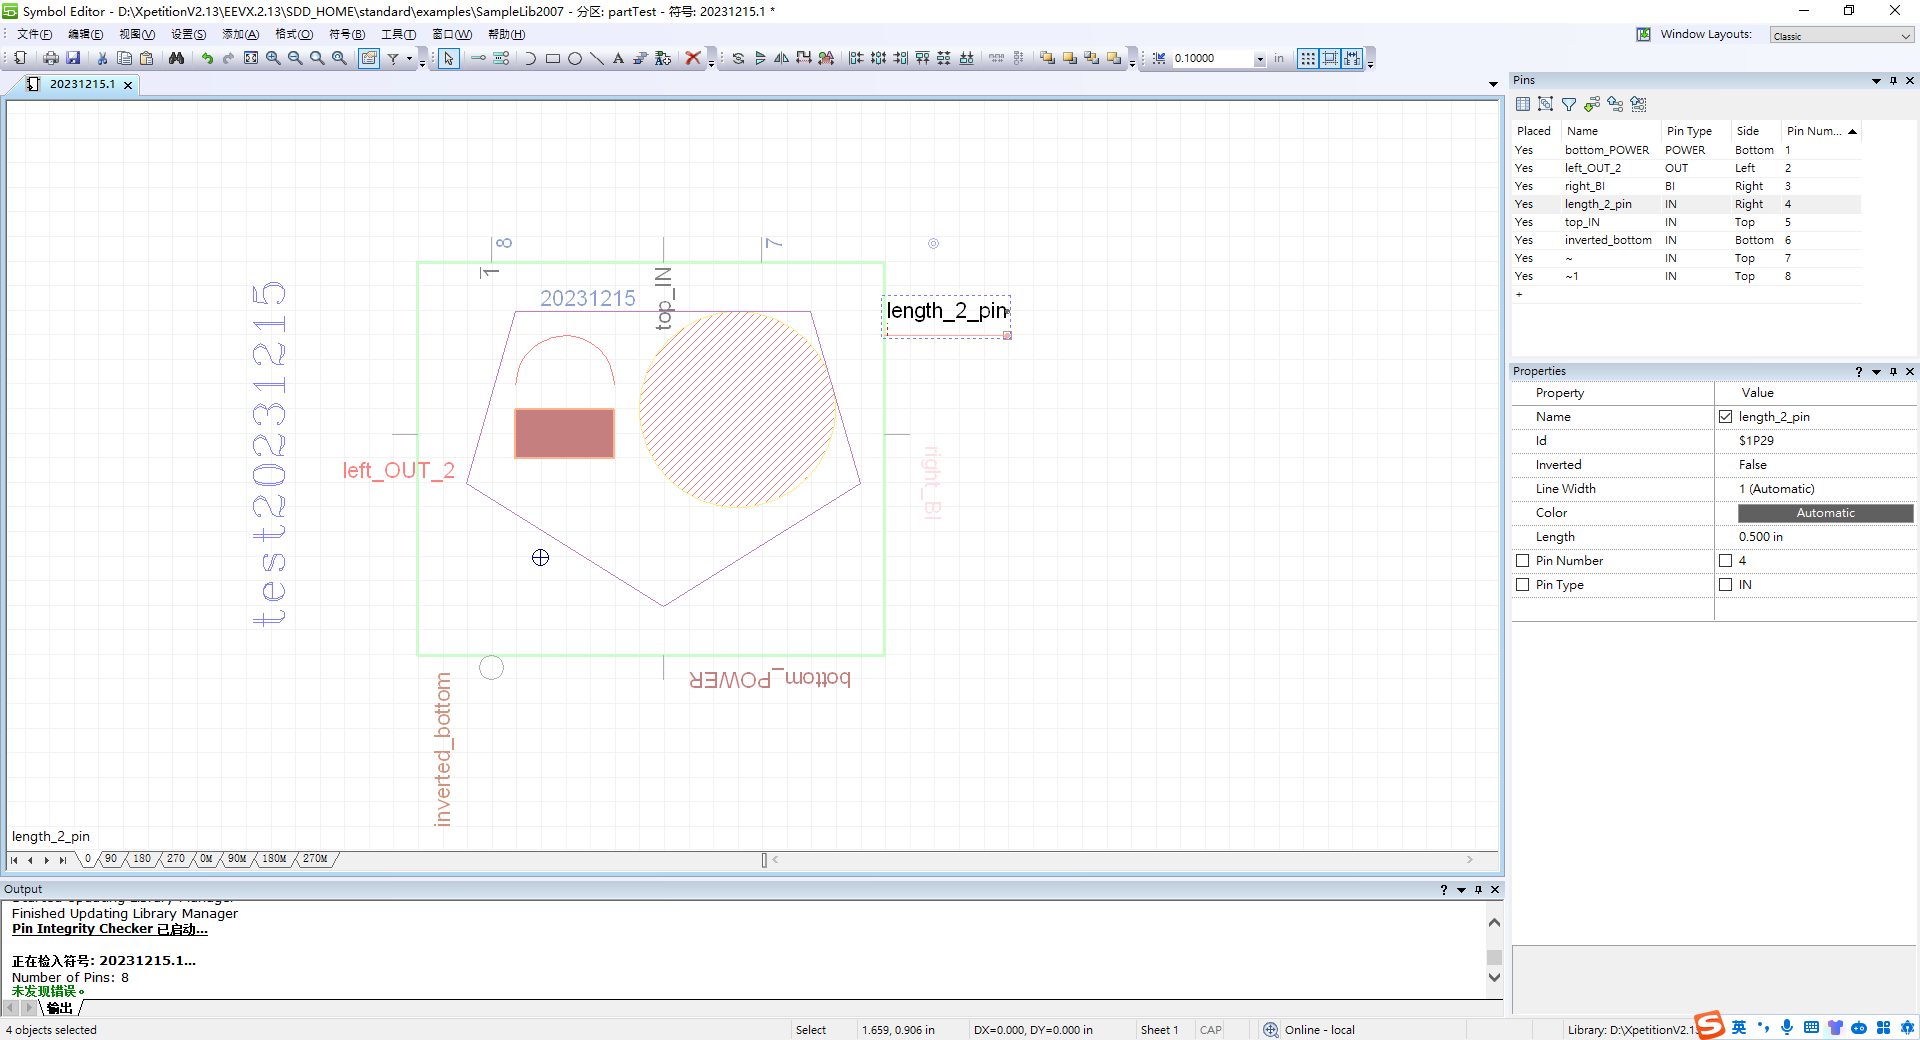 Symbol Editor - D:\XpetitionV2.13\EEVX.2.13\SDD_HOME\standard\examples\SampleLib2007 - 分区: partTest - 符号: 20231215.1 *
文件(F) 编辑(E) 视图(V) 设置(S) 添加(A) 格式(O) 符号(B) 工具(T) 窗口(W) 帮助(H)
Window Layouts: Classic
0.10000 in
20231215.1
Pins
Placed Name Pin Type Side Pin Num...
Yes bottom_POWER POWER Bottom 1
Yes left_OUT_2 OUT Left 2
Yes right_BI BI Right 3
Yes length_2_pin IN Right 4
Yes top_IN IN Top 5
Yes inverted_bottom IN Bottom 6
Yes ~ IN Top 7
Yes ~1 IN Top 8
+
8
7
1
top_IN
20231215
length_2_pin
test20231215
left_OUT_2
right_BI
bottom_POWER
inverted_bottom
length_2_pin
0 90 180 270 0M 90M 180M 270M
Properties
Property Value
Name length_2_pin
Id $1P29
Inverted False
Line Width 1 (Automatic)
Color Automatic
Length 0.500 in
Pin Number 4
Pin Type IN
Output
Started Updating Library Manager
Finished Updating Library Manager
Pin Integrity Checker 已启动...
正在检入符号: 20231215.1...
Number of Pins: 8
未发现错误。
输出
4 objects selected Select 1.659, 0.906 in DX=0.000, DY=0.000 in Sheet 1 CAP Online - local Library: D:\XpetitionV2.13
英